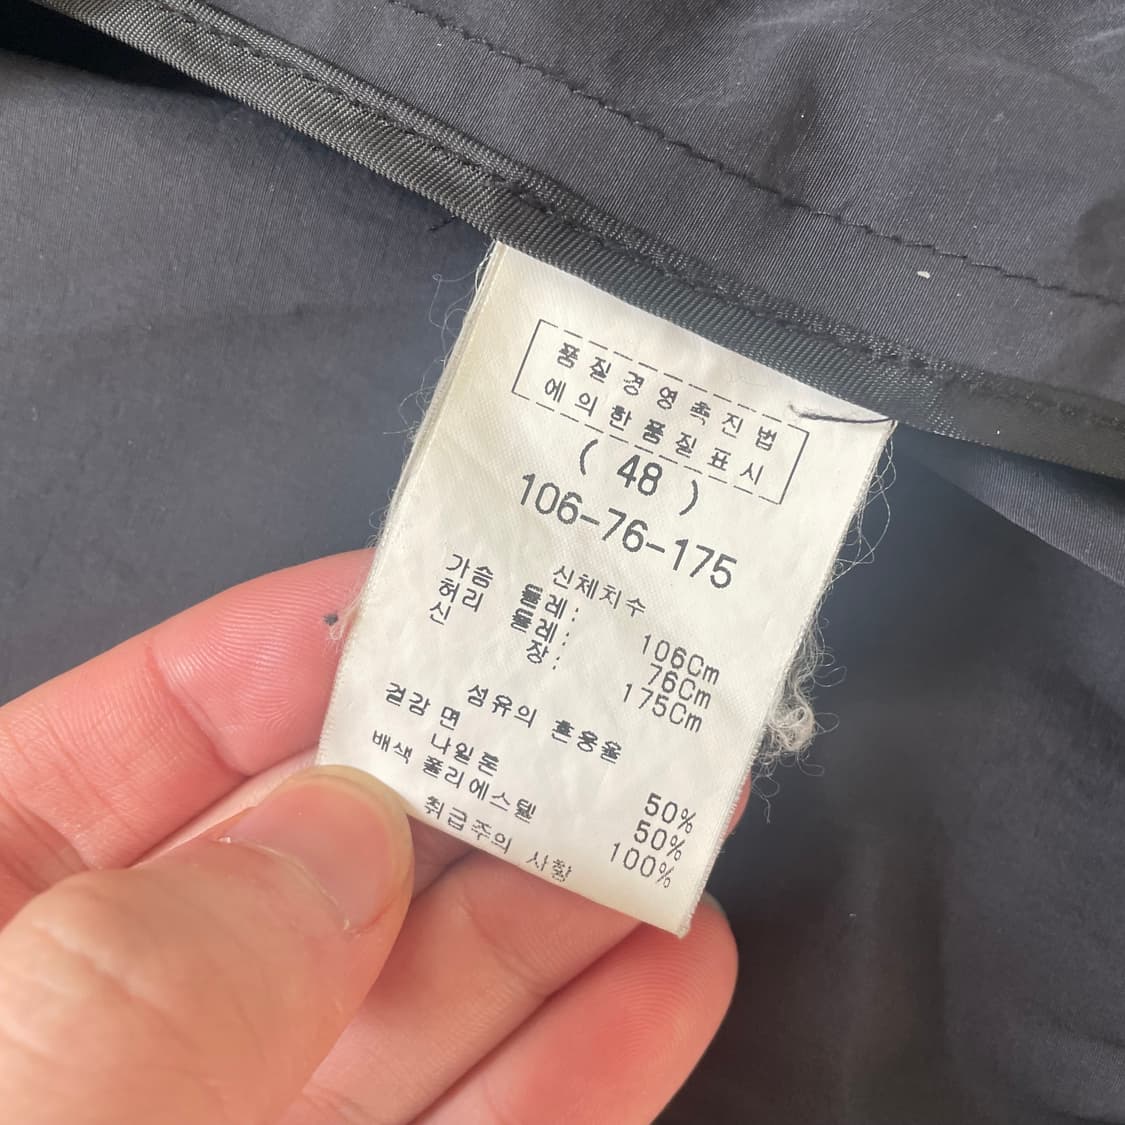 품질경영촉진법
에의한품질표시
( 48 )
106-76-175
신체치수
가슴 둘레: 106Cm
허리 둘레: 76Cm
신 장: 175Cm
섬유의 혼용율
겉감 면 50%
나일론 50%
배색 폴리에스텔 100%
취급주의 사항